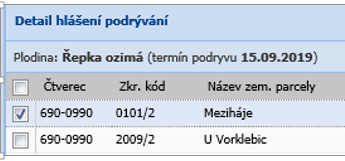 Detail hlášení podrývání
Plodina: Řepka ozimá (termín podryvu 15.09.2019)
Čtverec Zkr. kód Název zem. parcely
690-0990 0101/2 Meziháje
690-0990 2009/2 U Vorklebic